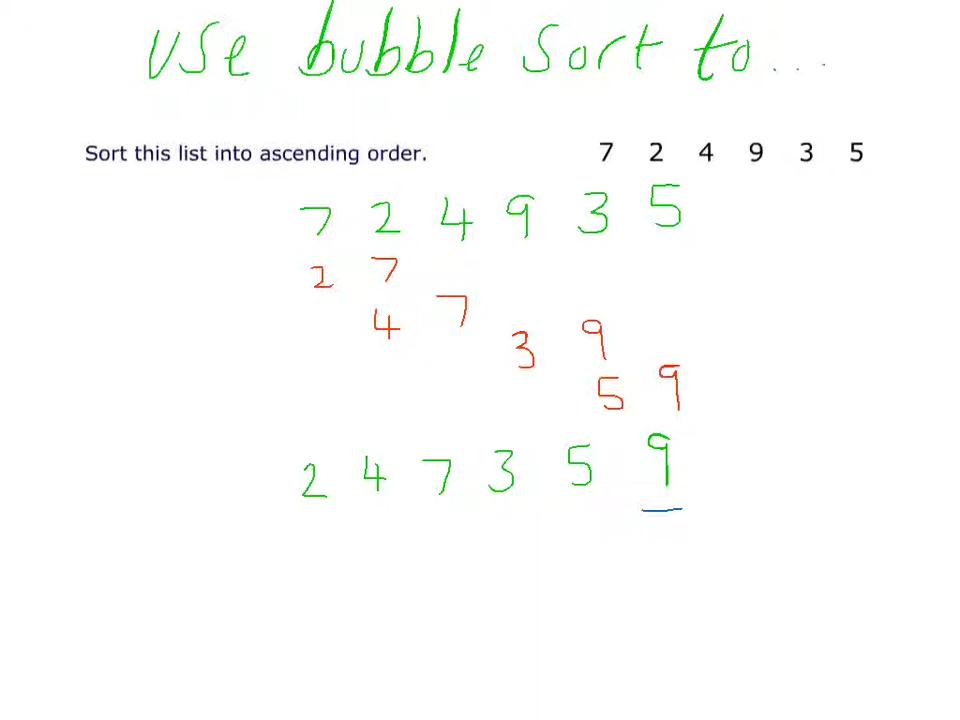 use bubble sort to...
Sort this list into ascending order. 7 2 4 9 3 5
7 2 4 9 3 5
2 7
4 7
3 9
5 9
2 4 7 3 5 9